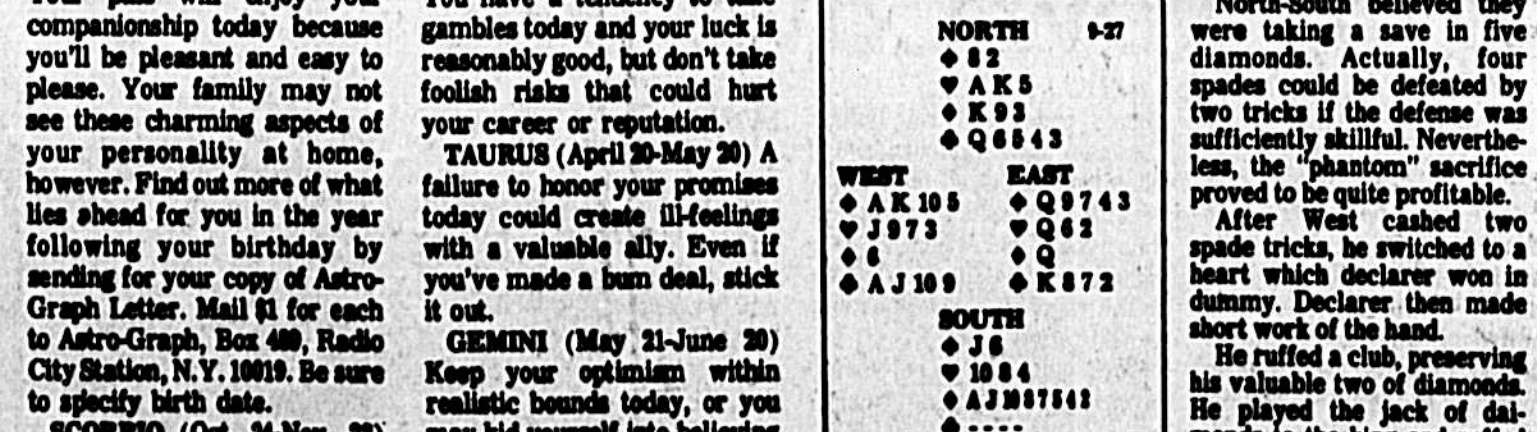 companionship today because
you'll be pleasant and easy to
please. Your family may not
see these charming aspects of
your personality at home,
however. Find out more of what
lies ahead for you in the year
following your birthday by
sending for your copy of Astro-
Graph Letter. Mail $1 for each
to Astro-Graph, Box 489, Radio
City Station, N.Y. 10019. Be sure
to specify birth date.
gambles today and your luck is
reasonably good, but don't take
foolish risks that could hurt
your career or reputation.
TAURUS (April 20-May 20) A
failure to honor your promises
today could create ill-feelings
with a valuable ally. Even if
you've made a bum deal, stick
it out.
GEMINI (May 21-June 20)
Keep your optimism within
realistic bounds today, or you
NORTH 9-27
♠ 8 2
♥ A K 5
♦ K 9 3
♣ Q 6 5 4 3
WEST EAST
♠ A K 10 5 ♠ Q 9 7 4 3
♥ J 9 7 3 ♥ Q 6 2
♦ 6 ♦ Q
♣ A J 10 9 ♣ K 8 7 2
SOUTH
♠ J 6
♥ 10 8 4
♦ A J 10 8 7 5 4 2
♣ ----
North-South believed they
were taking a save in five
diamonds. Actually, four
spades could be defeated by
two tricks if the defense was
sufficiently skillful. Neverthe-
less, the "phantom" sacrifice
proved to be quite profitable.
After West cashed two
spade tricks, he switched to a
heart which declarer won in
dummy. Declarer then made
short work of the hand.
He ruffed a club, preserving
his valuable two of diamonds.
He played the jack of dai-